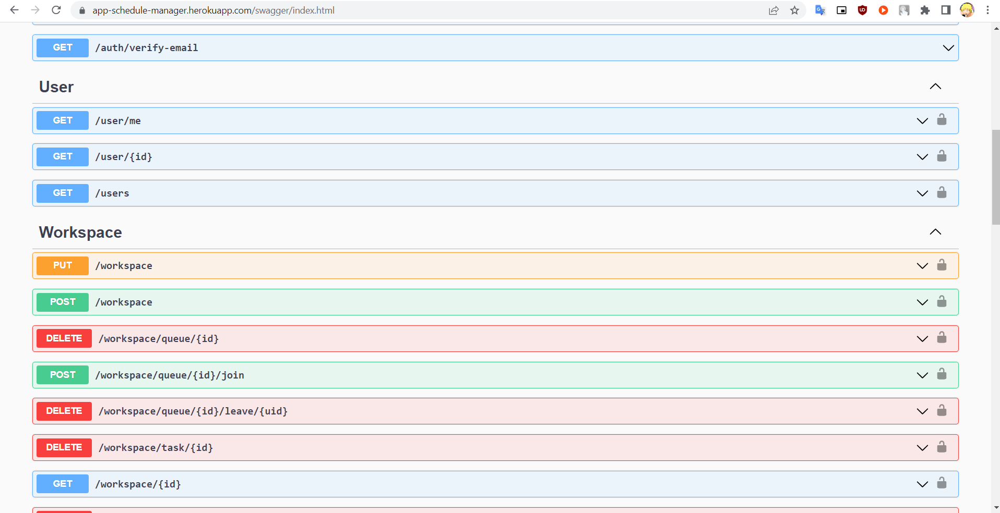 app-schedule-manager.herokuapp.com/swagger/index.html
GET /auth/verify-email
User
GET /user/me
GET /user/{id}
GET /users
Workspace
PUT /workspace
POST /workspace
DELETE /workspace/queue/{id}
POST /workspace/queue/{id}/join
DELETE /workspace/queue/{id}/leave/{uid}
DELETE /workspace/task/{id}
GET /workspace/{id}